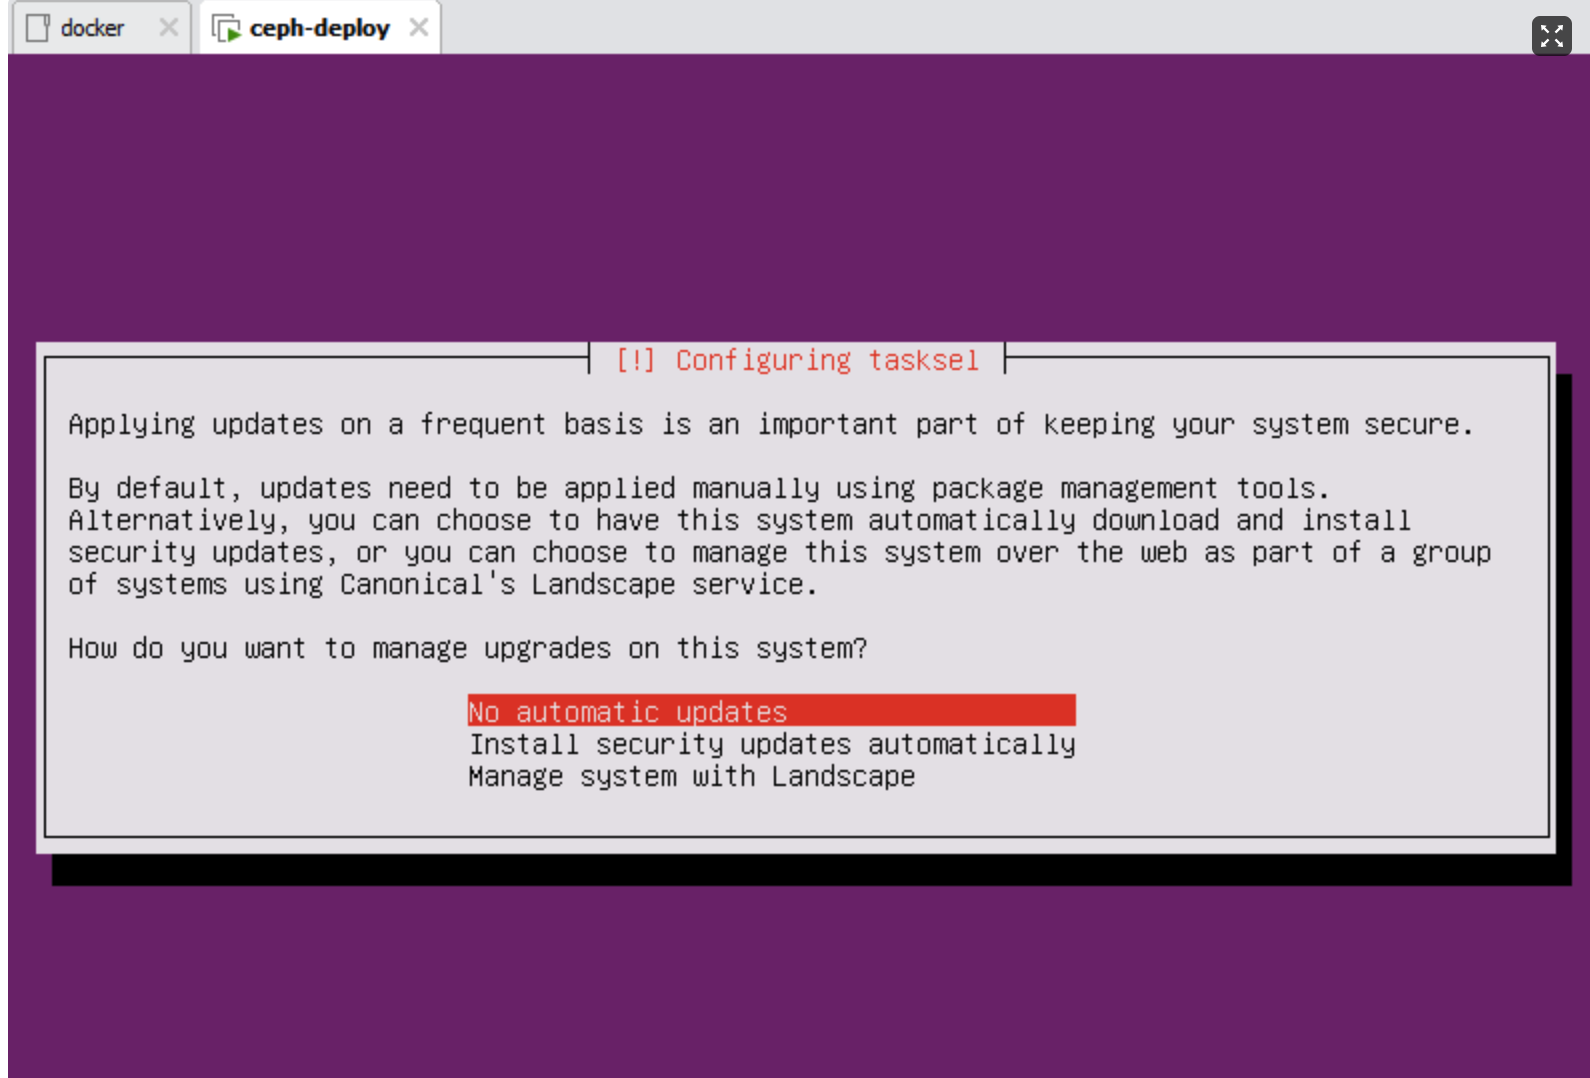 docker
ceph-deploy
[!] Configuring tasksel
Applying updates on a frequent basis is an important part of keeping your system secure.
By default, updates need to be applied manually using package management tools.
Alternatively, you can choose to have this system automatically download and install
security updates, or you can choose to manage this system over the web as part of a group
of systems using Canonical's Landscape service.
How do you want to manage upgrades on this system?
No automatic updates
Install security updates automatically
Manage system with Landscape